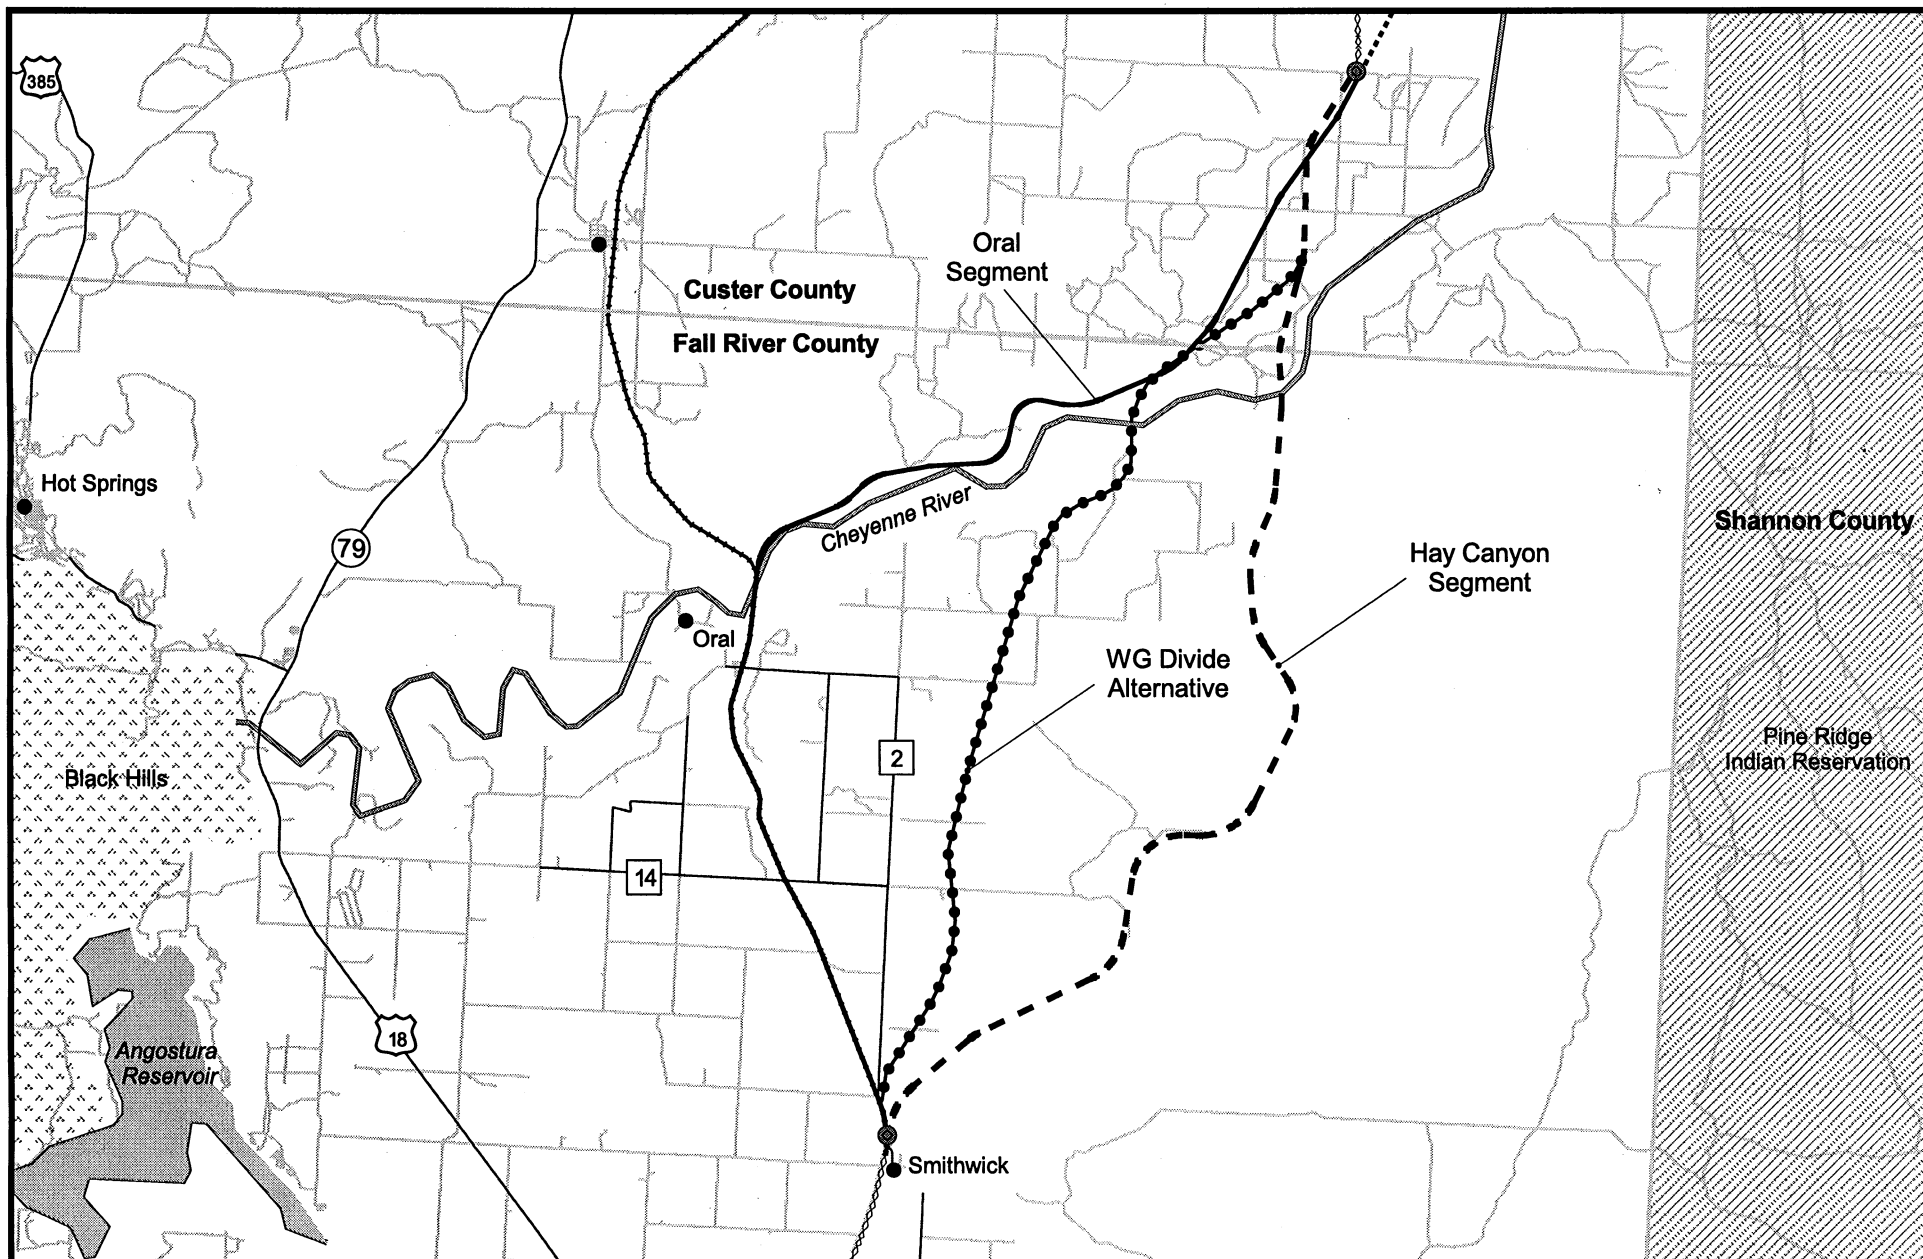 385
Oral
Segment
Custer County
Fall River County
Hot Springs
Cheyenne River
Shannon County
79
Hay Canyon
Segment
Oral
WG Divide
Alternative
2
Pine Ridge
Indian Reservation
Black Hills
14
18
Angostura
Reservoir
Smithwick